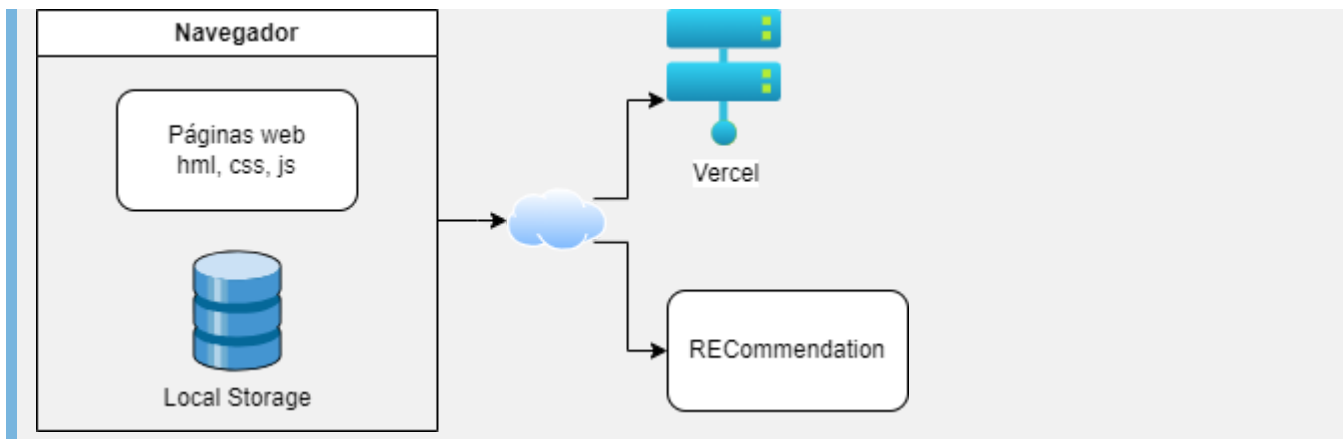 Navegador
Páginas web
hml, css, js
Local Storage
Vercel
RECommendation